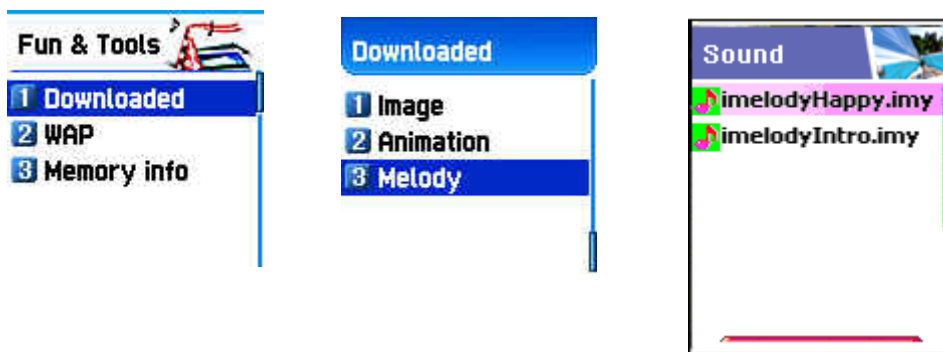 Fun & Tools
1 Downloaded
2 WAP
3 Memory info
Downloaded
1 Image
2 Animation
3 Melody
Sound
imelodyHappy.imy
imelodyIntro.imy